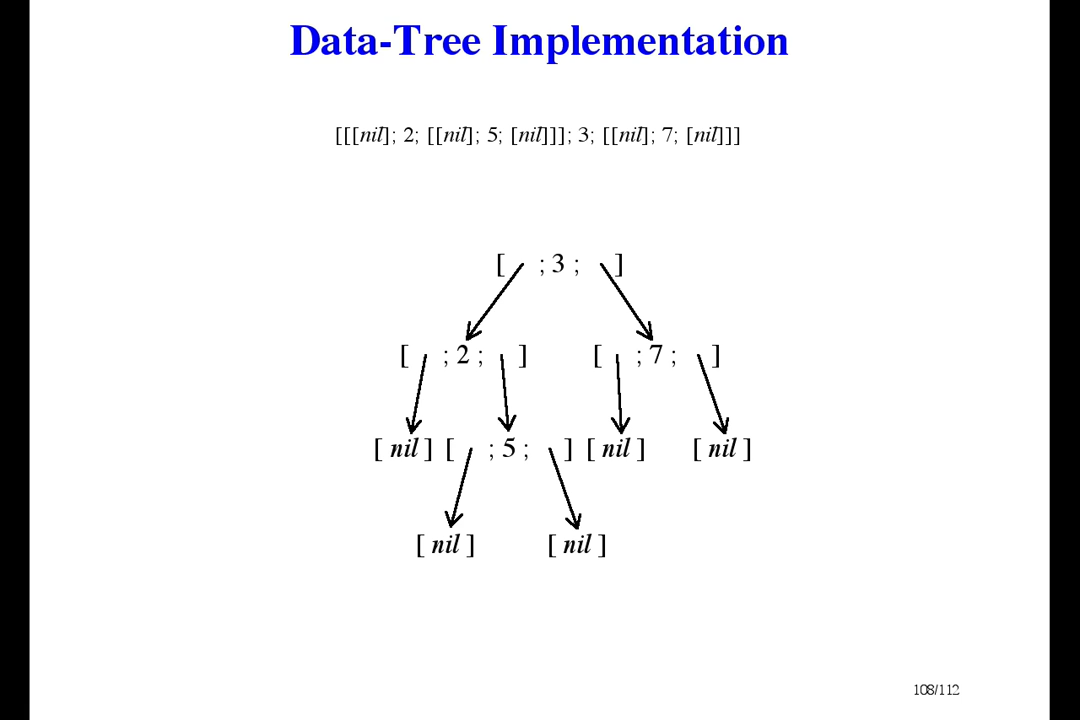 Data-Tree Implementation
[[[nil]; 2; [[nil]; 5; [nil]]]; 3; [[nil]; 7; [nil]]]
[ ; 3 ; ]
[ ; 2 ; ] [ ; 7 ; ]
[ nil ] [ ; 5 ; ] [ nil ] [ nil ]
[ nil ] [ nil ]
108/112